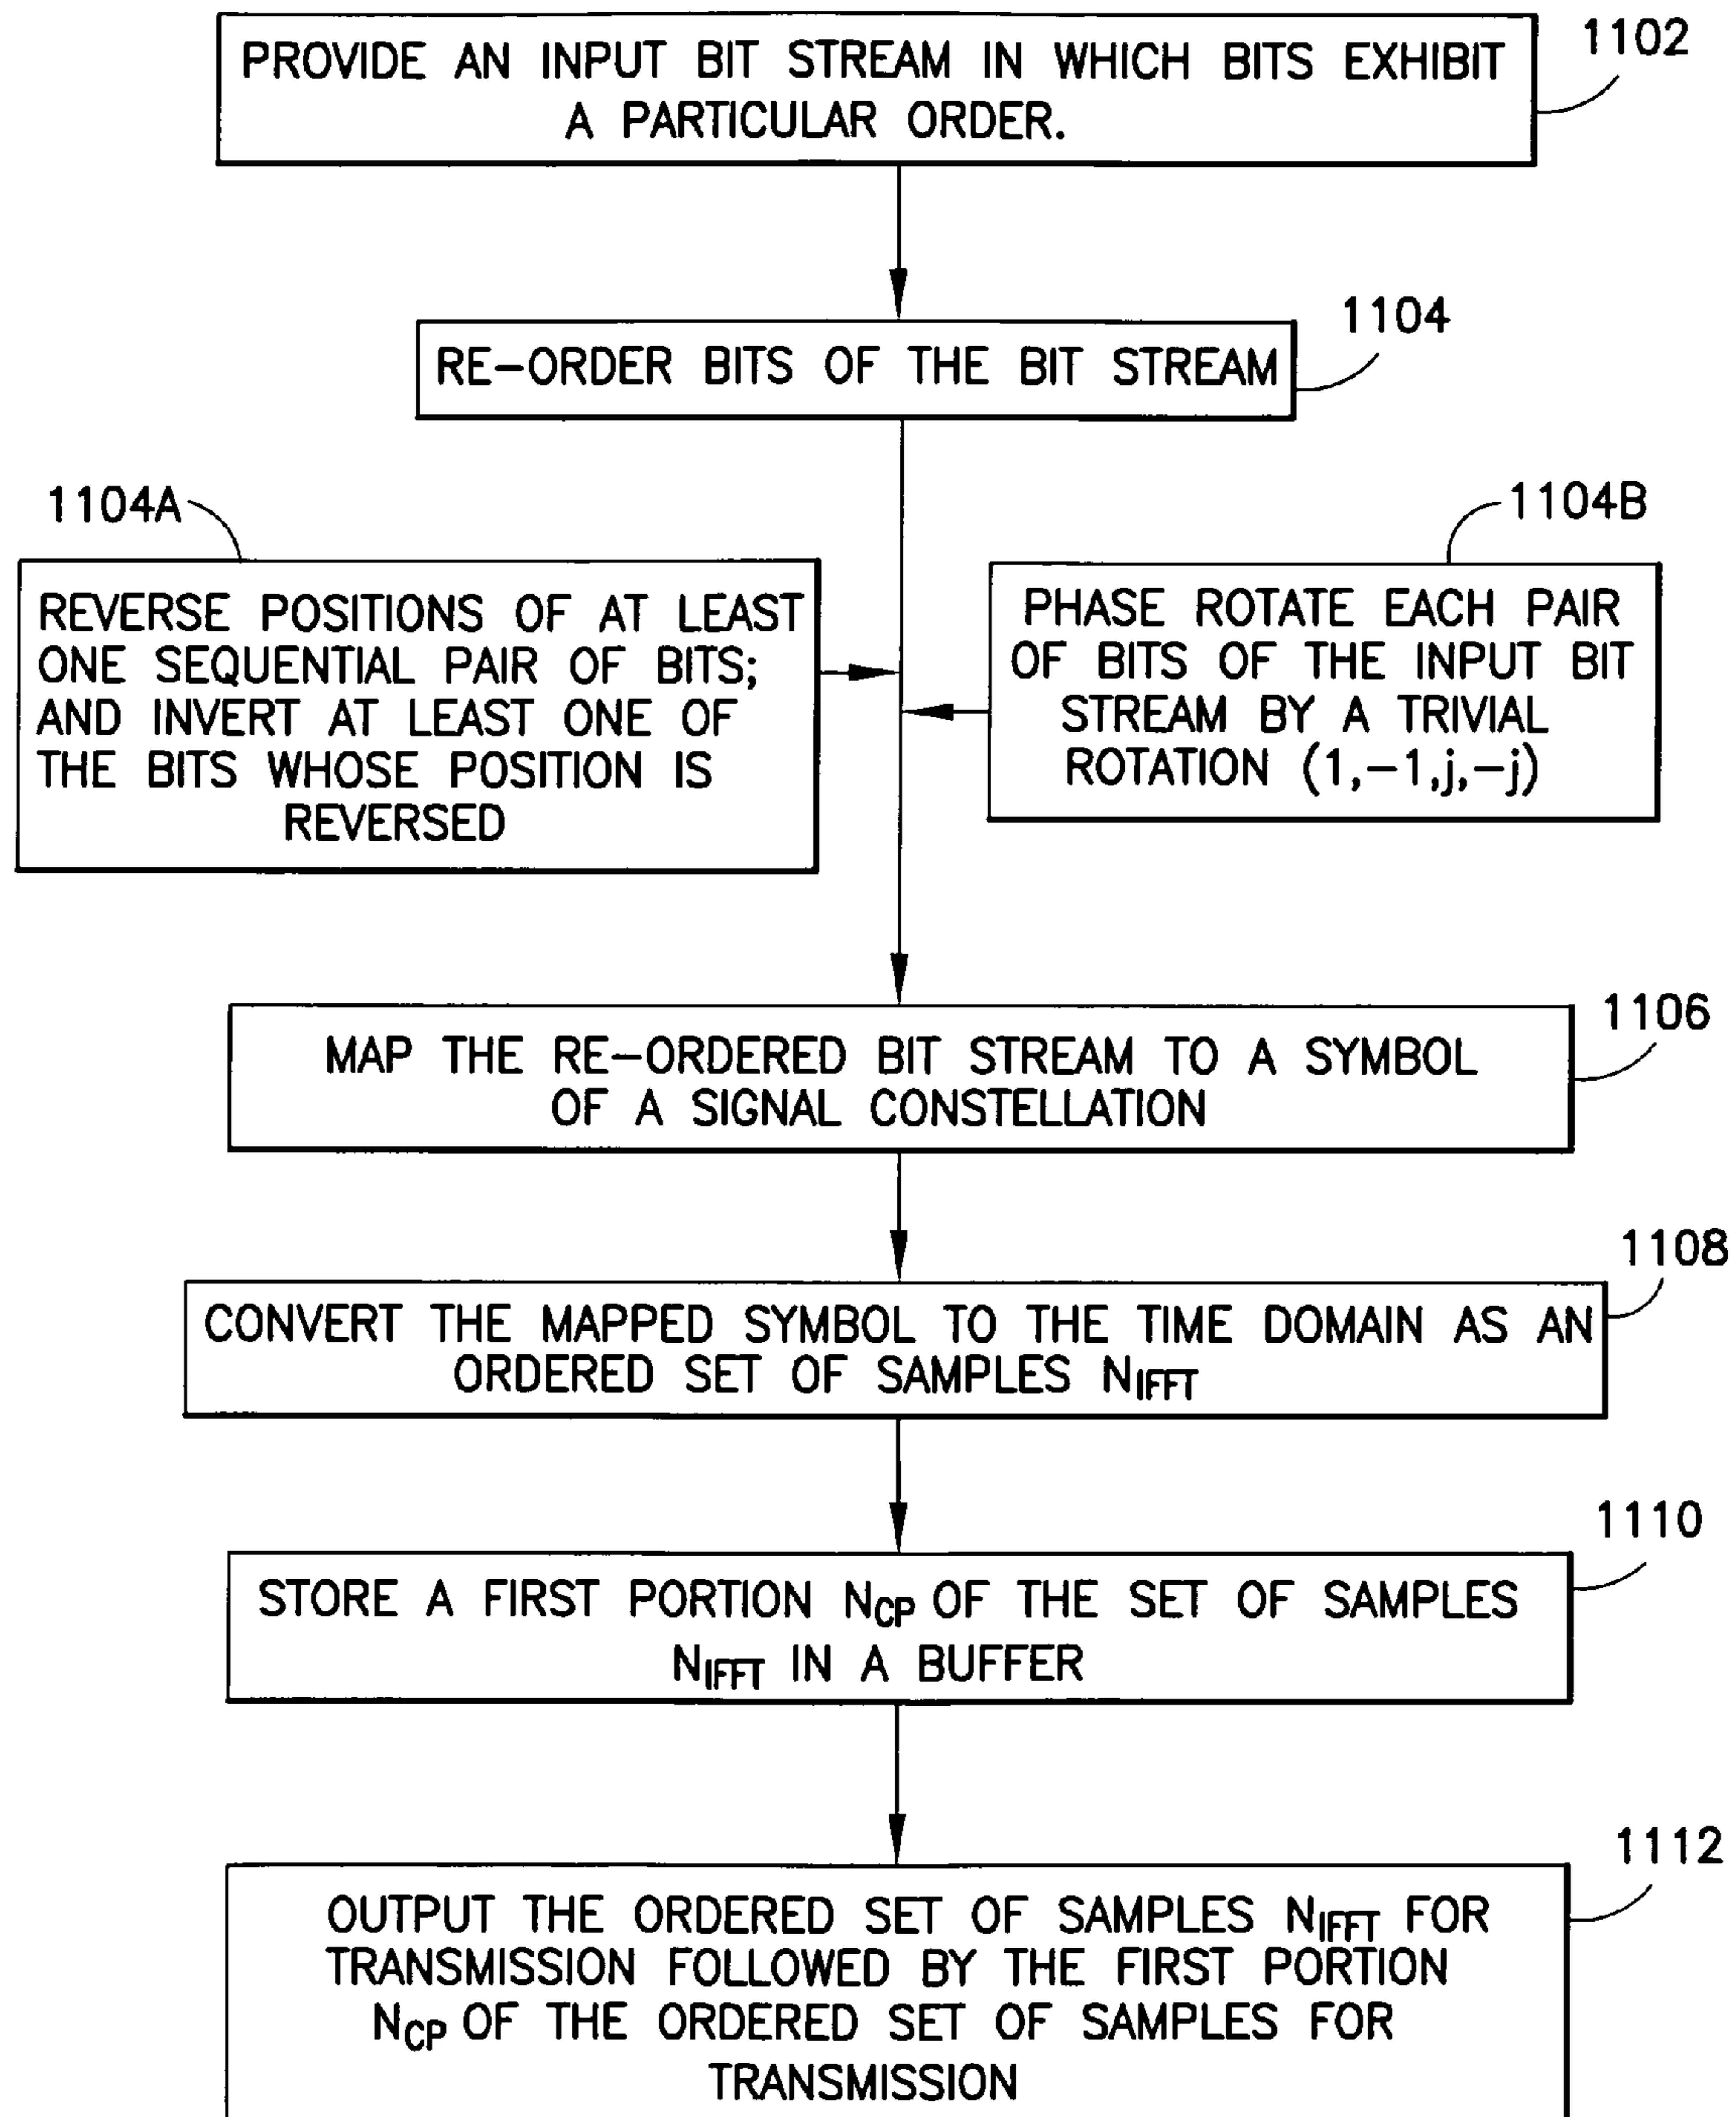 PROVIDE AN INPUT BIT STREAM IN WHICH BITS EXHIBIT
A PARTICULAR ORDER.
1102
1104
RE-ORDER BITS OF THE BIT STREAM
1104A
REVERSE POSITIONS OF AT LEAST
ONE SEQUENTIAL PAIR OF BITS;
AND INVERT AT LEAST ONE OF
THE BITS WHOSE POSITION IS
REVERSED
1104B
PHASE ROTATE EACH PAIR
OF BITS OF THE INPUT BIT
STREAM BY A TRIVIAL
ROTATION (1,-1,j,-j)
1106
MAP THE RE-ORDERED BIT STREAM TO A SYMBOL
OF A SIGNAL CONSTELLATION
1108
CONVERT THE MAPPED SYMBOL TO THE TIME DOMAIN AS AN
ORDERED SET OF SAMPLES NIFFT
1110
STORE A FIRST PORTION NCP OF THE SET OF SAMPLES
NIFFT IN A BUFFER
1112
OUTPUT THE ORDERED SET OF SAMPLES NIFFT FOR
TRANSMISSION FOLLOWED BY THE FIRST PORTION
NCP OF THE ORDERED SET OF SAMPLES FOR
TRANSMISSION